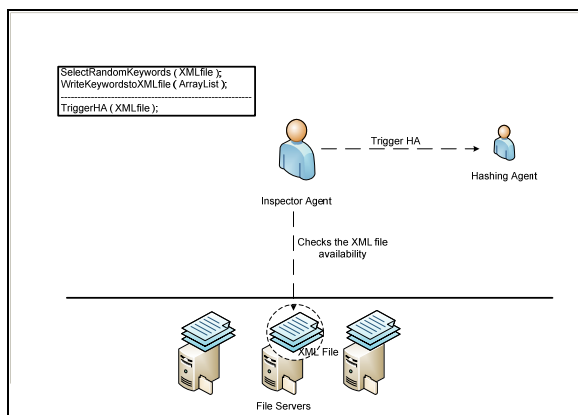 SelectRandomKeywords ( XMLfile );
WriteKeywordstoXMLfile ( ArrayList );
TriggerHA ( XMLfile );
Trigger HA
Hashing Agent
Inspector Agent
Checks the XML file
availability
XML File
File Servers